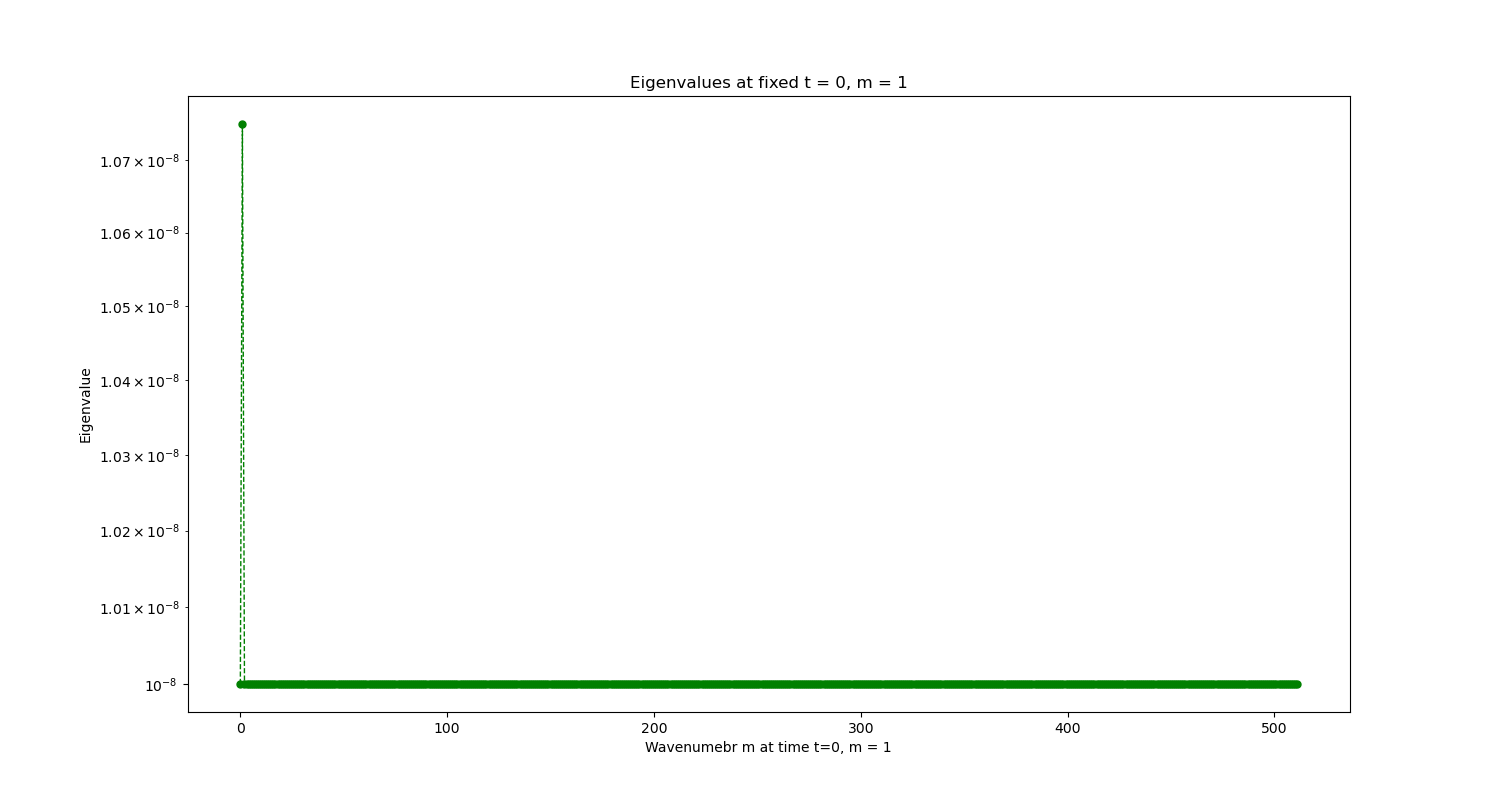 Eigenvalues at fixed t = 0, m = 1
1.07 × 10⁻⁸
1.06 × 10⁻⁸
1.05 × 10⁻⁸
1.04 × 10⁻⁸
1.03 × 10⁻⁸
1.02 × 10⁻⁸
1.01 × 10⁻⁸
10⁻⁸
Eigenvalue
0 100 200 300 400 500
Wavenumebr m at time t=0, m = 1